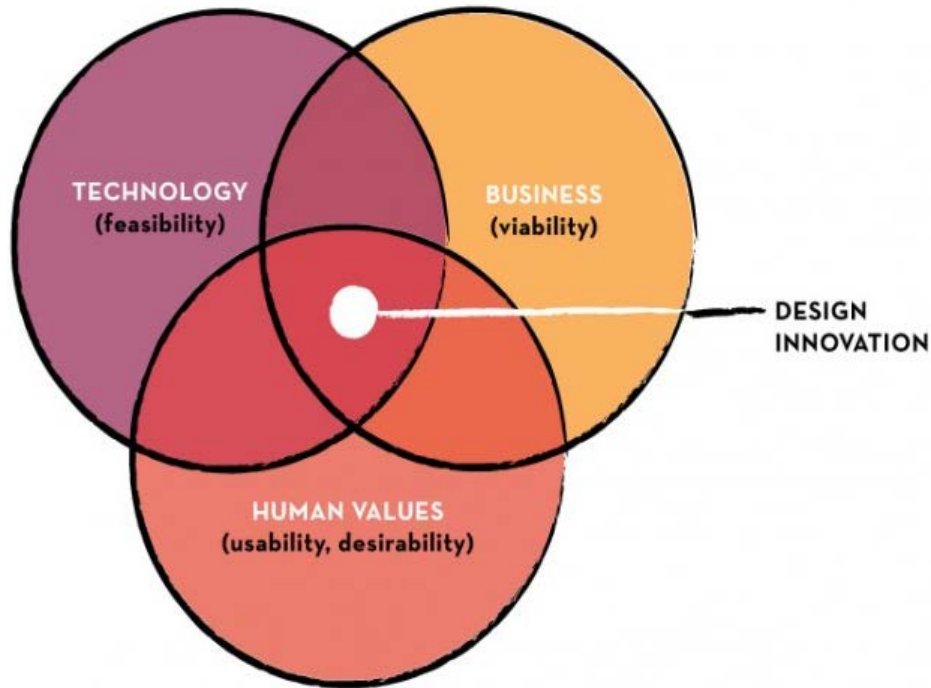 TECHNOLOGY
(feasibility)
BUSINESS
(viability)
DESIGN
INNOVATION
HUMAN VALUES
(usability, desirability)